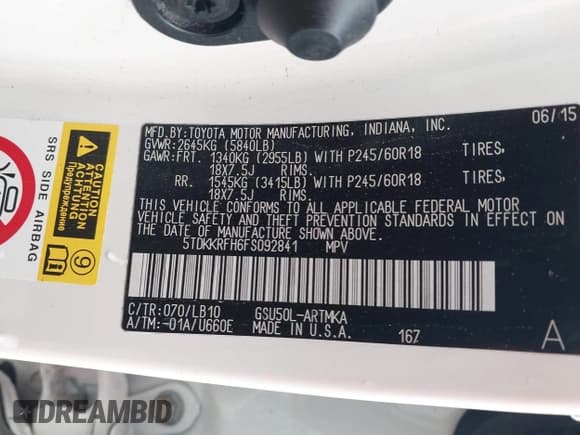 MFD.BY:TOYOTA MOTOR MANUFACTURING, INDIANA, INC. 06/15
GVWR:2645KG (5840LB)
GAWR:FRT. 1340KG (2955LB) WITH P245/60R18 TIRES,
18X7.5J RIMS.
RR. 1545KG (3415LB) WITH P245/60R18 TIRES,
18X7.5J RIMS.
THIS VEHICLE CONFORMS TO ALL APPLICABLE FEDERAL MOTOR
VEHICLE SAFETY AND THEFT PREVENTION STANDARDS IN EFFECT ON
THE DATE OF MANUFACTURE SHOWN ABOVE.
5TDKKRFH6FS092841 MPV
C/TR:070/LB10 GSU50L-ARTMKA
A/TM:-01A/U660E MADE IN U.S.A. 167 A
SRS SIDE AIRBAG
CAUTION
ATTENTION
ACHTUNG
Предупреждение
9
DREAMBID